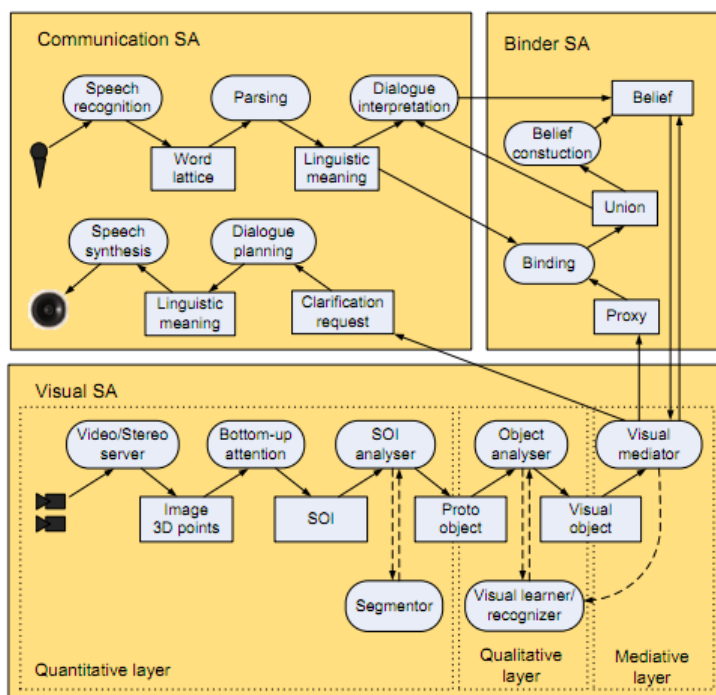 Communication SA
Speech
recognition
Parsing
Dialogue
interpretation
Word
lattice
Linguistic
meaning
Speech
synthesis
Dialogue
planning
Linguistic
meaning
Clarification
request
Binder SA
Belief
Belief
constuction
Union
Binding
Proxy
Visual SA
Video/Stereo
server
Bottom-up
attention
SOI
analyser
Object
analyser
Visual
mediator
Image
3D points
SOI
Proto
object
Visual
object
Segmentor
Visual learner/
recognizer
Quantitative layer
Qualitative
layer
Mediative
layer